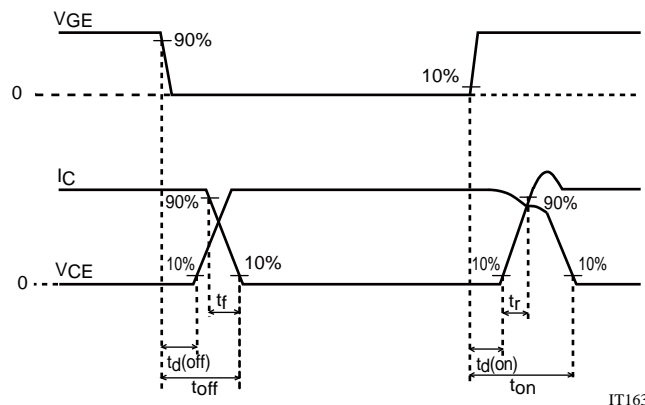 VGE
90%
10%
0
IC
90%
90%
10%
10%
10%
10%
VCE
0
tf
tr
td(off)
td(on)
toff
ton
IT163